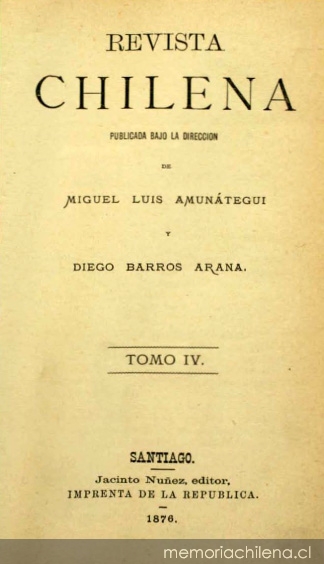 REVISTA
CHILENA
PUBLICADA BAJO LA DIRECCION
DE
MIGUEL LUIS AMUNÁTEGUI
Y
DIEGO BARROS ARANA.
TOMO IV.
SANTIAGO.
Jacinto Nuñez, editor,
IMPRENTA DE LA REPUBLICA.
1876.
memoriachilena.cl